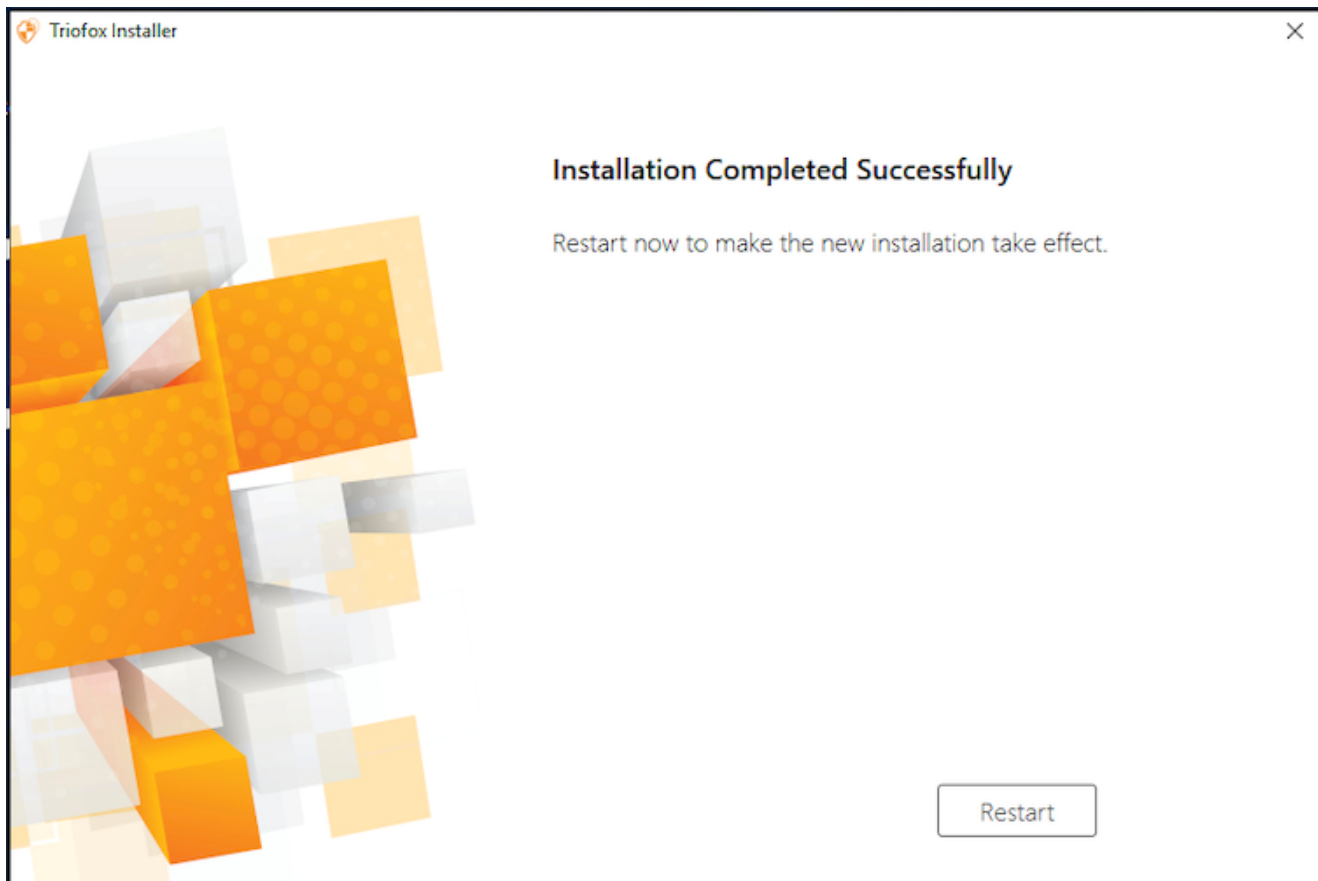 Triofox Installer
Installation Completed Successfully
Restart now to make the new installation take effect.
Restart